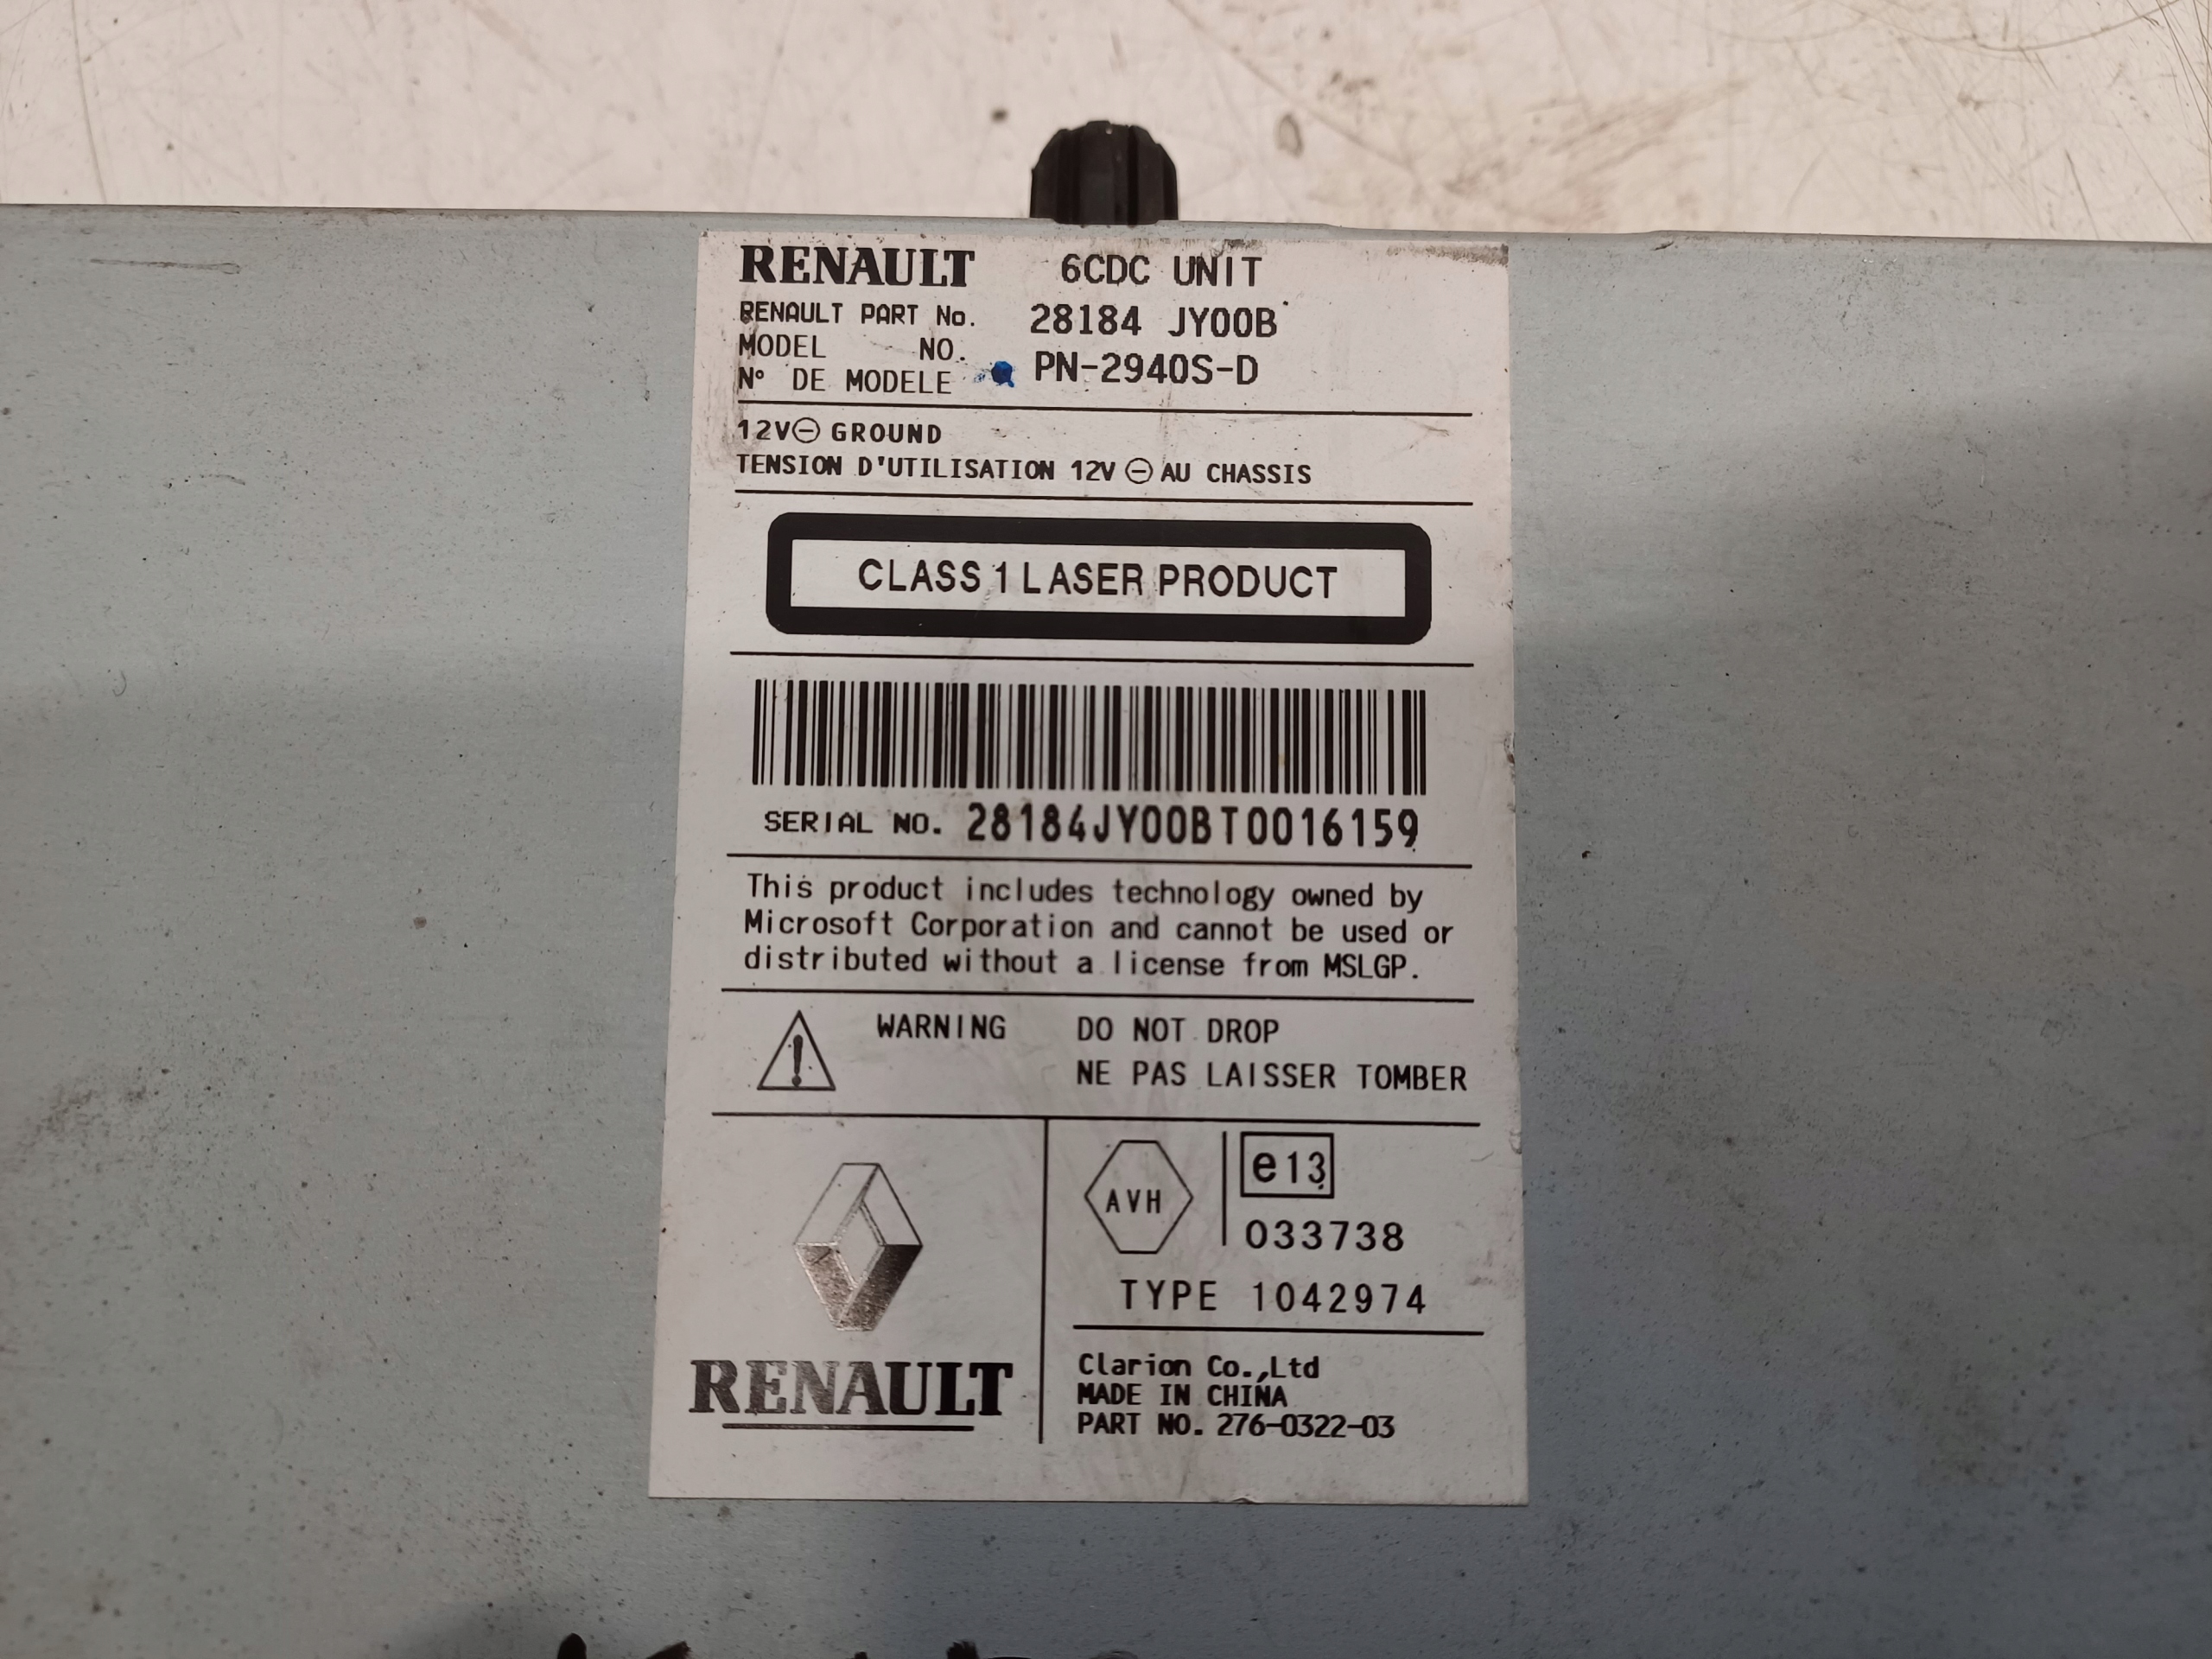 RENAULT 6CDC UNIT
RENAULT PART No. 28184 JY00B
MODEL NO.
N° DE MODELE PN-2940S-D
12V⊖ GROUND
TENSION D'UTILISATION 12V ⊖ AU CHASSIS
CLASS 1 LASER PRODUCT
SERIAL NO. 28184JY00BT0016159
This product includes technology owned by
Microsoft Corporation and cannot be used or
distributed without a license from MSLGP.
WARNING DO NOT DROP
NE PAS LAISSER TOMBER
AVH
e13
033738
TYPE 1042974
RENAULT
Clarion Co.,Ltd
MADE IN CHINA
PART NO. 276-0322-03